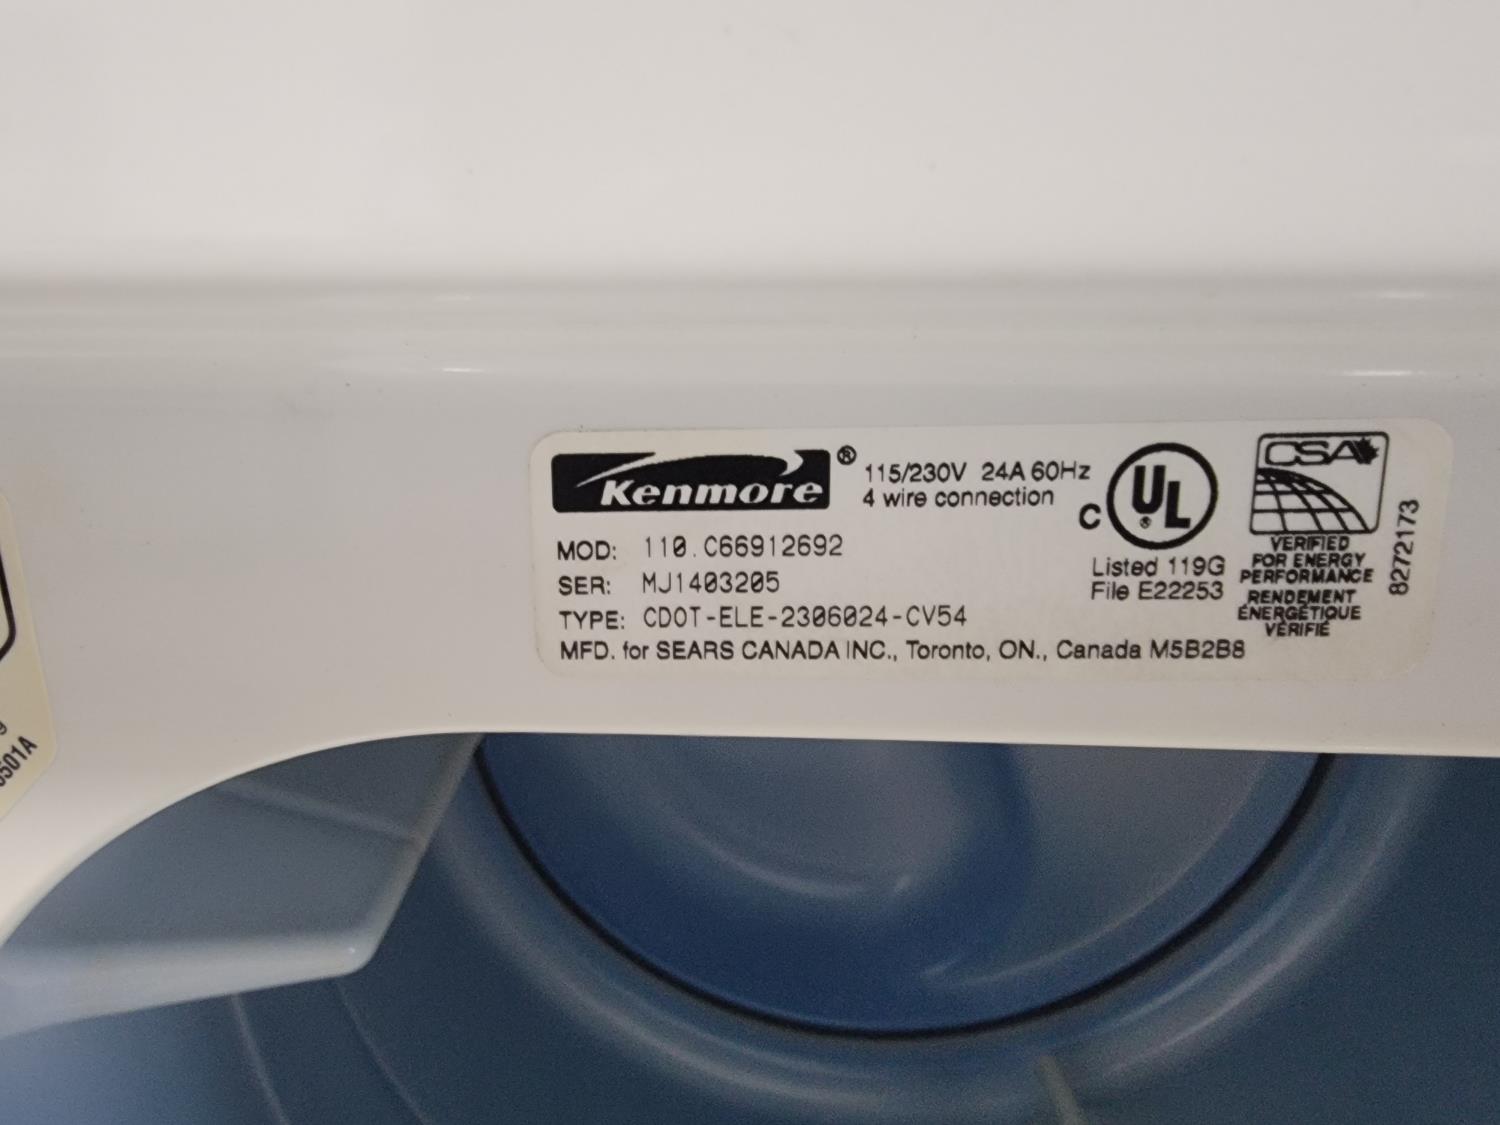 Kenmore®
115/230V 24A 60Hz
4 wire connection
MOD: 110.C66912692
SER: MJ1403205
TYPE: CDOT-ELE-2306024-CV54
MFD. for SEARS CANADA INC., Toronto, ON., Canada M5B2B8
C UL ®
Listed 119G
File E22253
CSA
VERIFIED
FOR ENERGY
PERFORMANCE
RENDEMENT
ÉNERGÉTIQUE
VÉRIFIÉ
8272173
501A